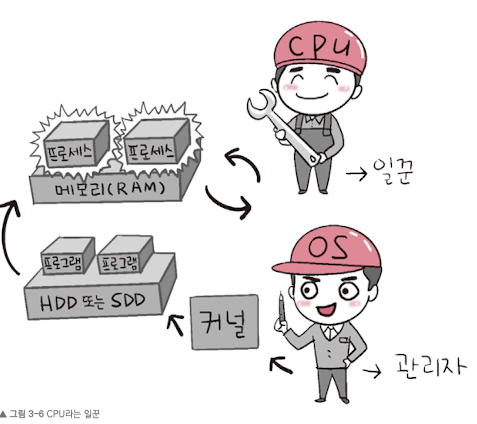 CPU
프로세스
프로세스
메모리(RAM)
일꾼
OS
프로그램
프로그램
HDD 또는 SDD
커널
관리자
▲ 그림 3-6 CPU라는 일꾼